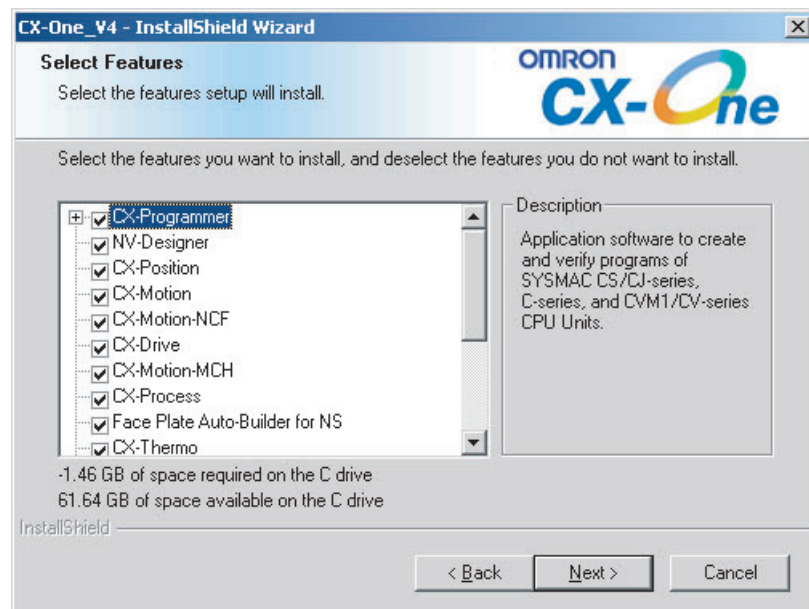 CX-One_V4 - InstallShield Wizard
Select Features
Select the features setup will install.
OMRON
CX-One
Select the features you want to install, and deselect the features you do not want to install.
CX-Programmer
NV-Designer
CX-Position
CX-Motion
CX-Motion-NCF
CX-Drive
CX-Motion-MCH
CX-Process
Face Plate Auto-Builder for NS
CX-Thermo
Description
Application software to create
and verify programs of
SYSMAC CS/CJ-series,
C-series, and CVM1/CV-series
CPU Units.
-1.46 GB of space required on the C drive
61.64 GB of space available on the C drive
InstallShield
< Back
Next >
Cancel